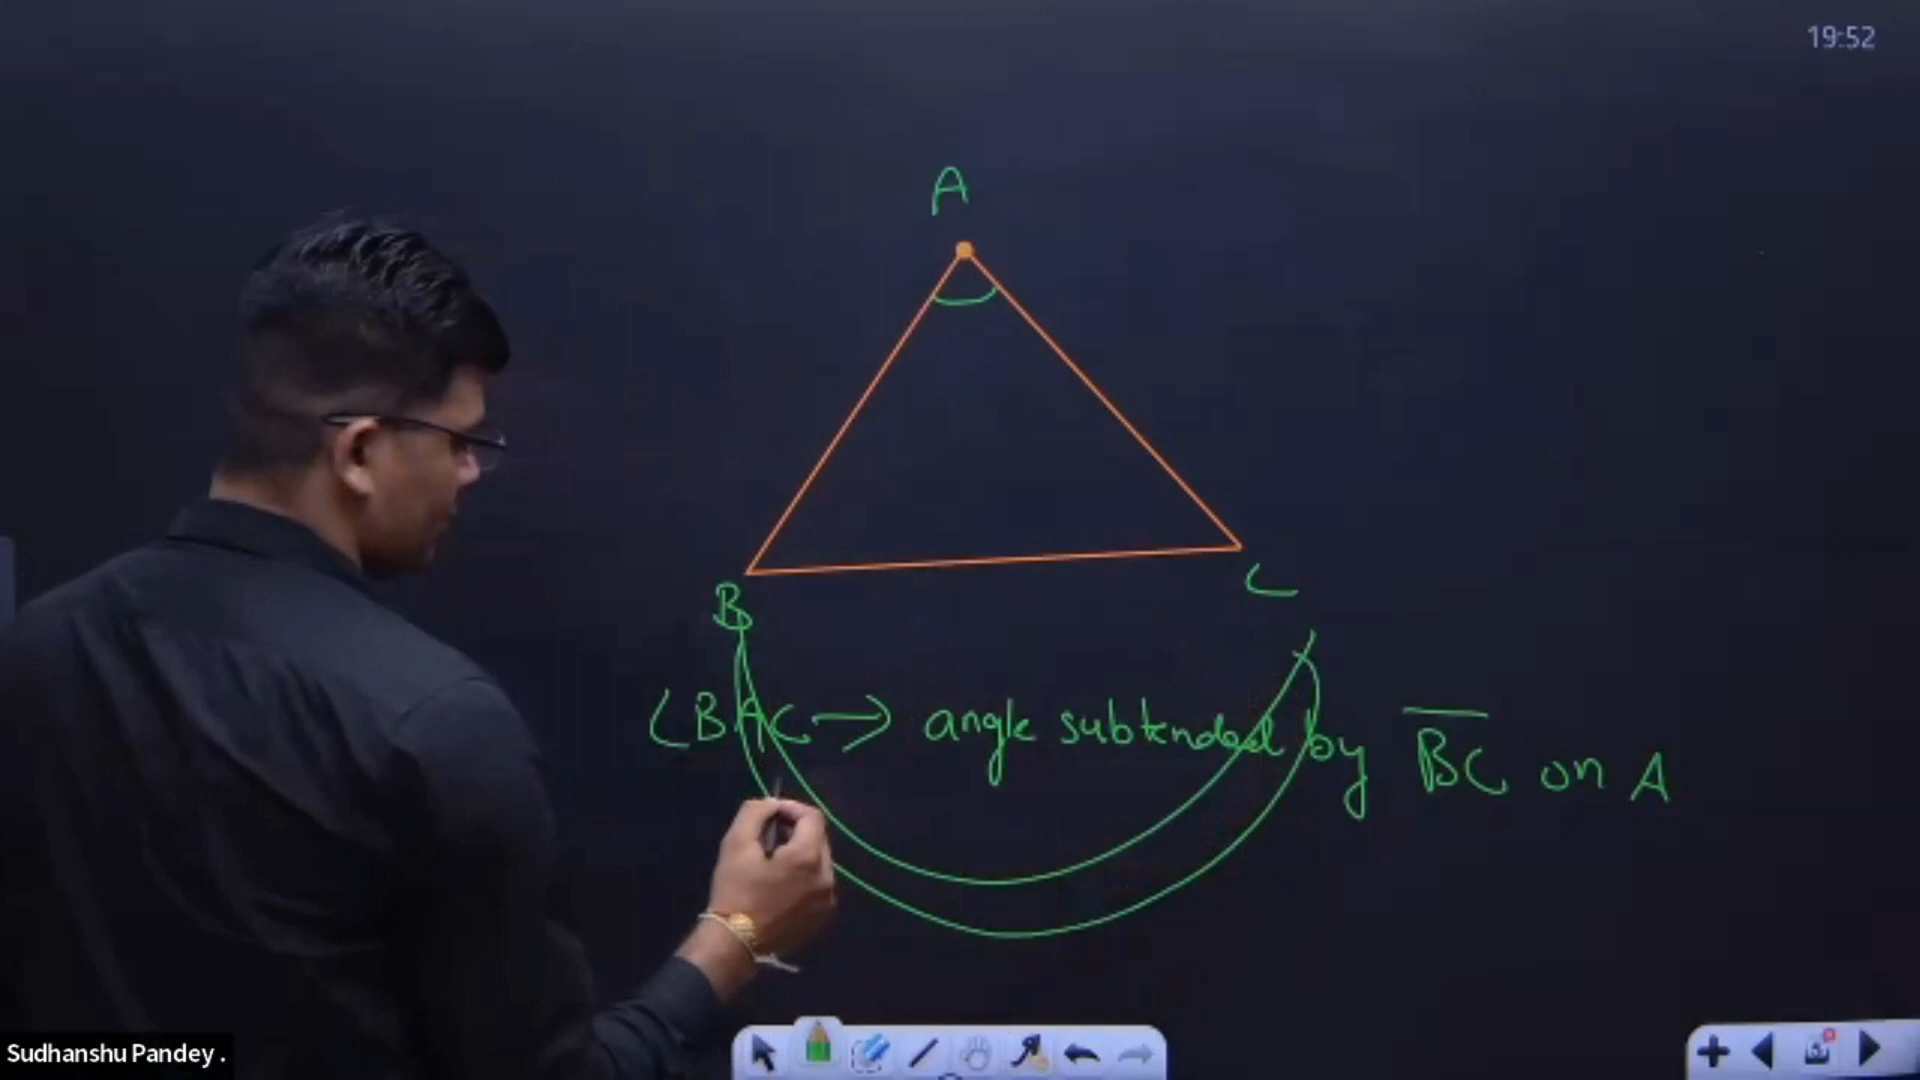 19:52
A
B
C
∠BAC → angle subtended by BC on A
Sudhanshu Pandey .